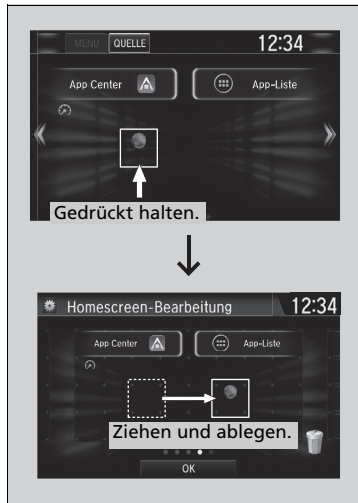 MENU QUELLE 12:34
App Center App-Liste
Gedrückt halten.
Homescreen-Bearbeitung 12:34
App Center App-Liste
Ziehen und ablegen.
OK